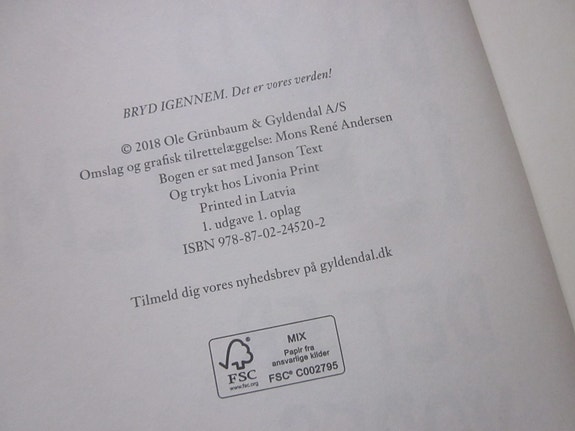 BRYD IGENNEM. Det er vores verden!
© 2018 Ole Grünbaum & Gyldendal A/S
Omslag og grafisk tilrettelæggelse: Mons René Andersen
Bogen er sat med Janson Text
Og trykt hos Livonia Print
Printed in Latvia
1. udgave 1. oplag
ISBN 978-87-02-24520-2
Tilmeld dig vores nyhedsbrev på gyldendal.dk
FSC
www.fsc.org
MIX
Papir fra
ansvarlige kilder
FSC® C002795